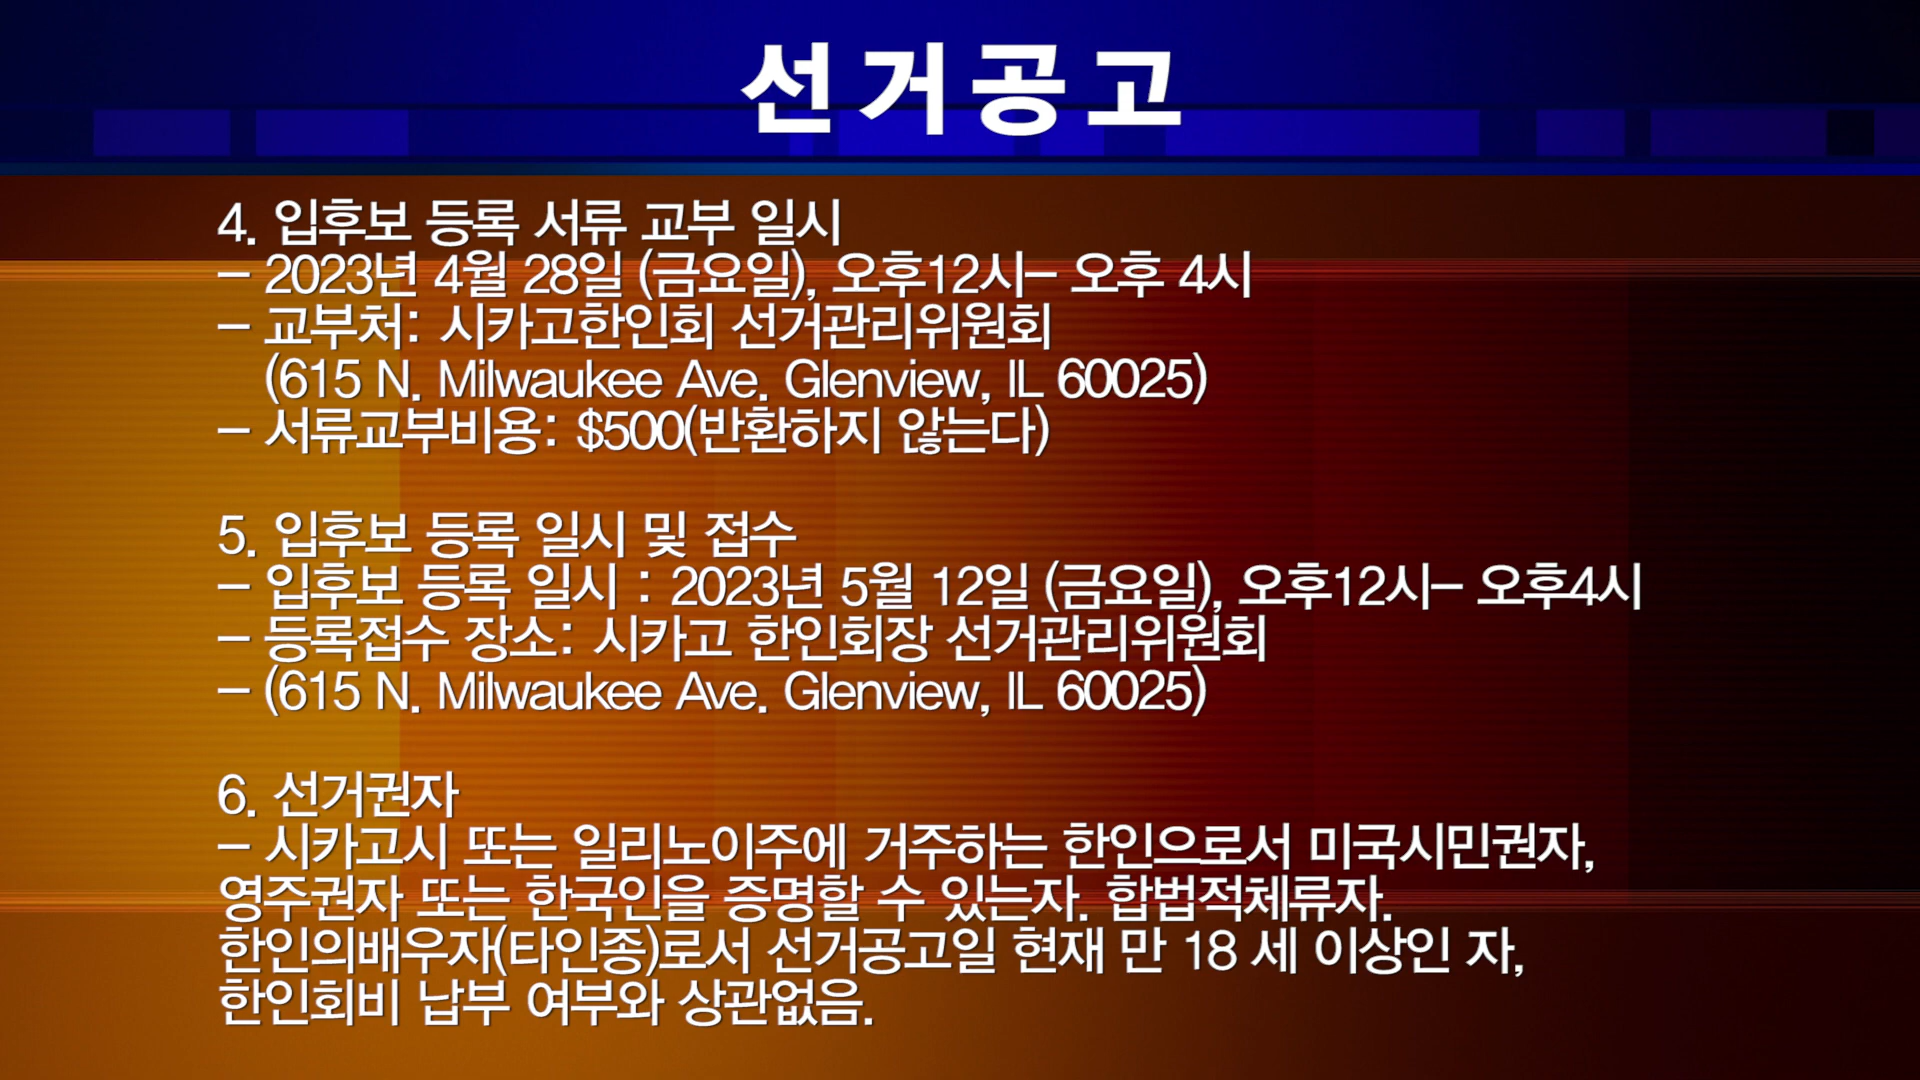 선거공고
4. 입후보 등록 서류 교부 일시
– 2023년 4월 28일 (금요일), 오후12시– 오후 4시
– 교부처: 시카고한인회 선거관리위원회
(615 N. Milwaukee Ave. Glenview, IL 60025)
– 서류교부비용: $500(반환하지 않는다)
5. 입후보 등록 일시 및 접수
– 입후보 등록 일시 : 2023년 5월 12일 (금요일), 오후12시– 오후4시
– 등록접수 장소: 시카고 한인회장 선거관리위원회
– (615 N. Milwaukee Ave. Glenview, IL 60025)
6. 선거권자
– 시카고시 또는 일리노이주에 거주하는 한인으로서 미국시민권자,
영주권자 또는 한국인을 증명할 수 있는자. 합법적체류자.
한인의배우자(타인종)로서 선거공고일 현재 만 18 세 이상인 자,
한인회비 납부 여부와 상관없음.